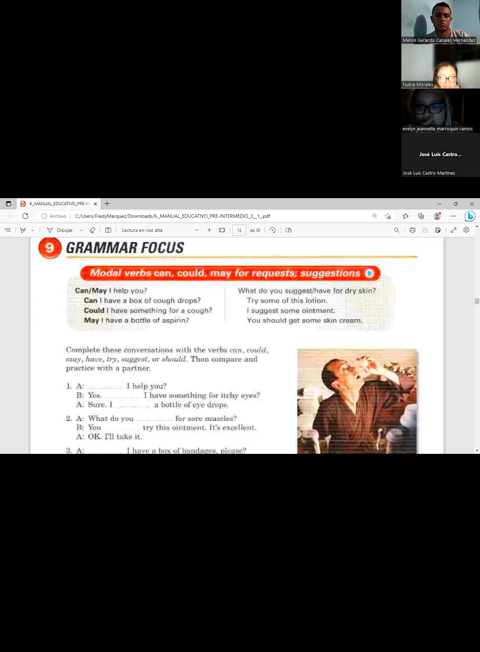 Melvin Gerardo Canales Hernandez
Nubia Morales
evelyn jeannette marroquin ramos
José Luis Castro...
José Luis Castro Martinez
6_MANUAL_EDUCATIVO_PRE-IN
Archivo C:/Users/FredyMarquez/Downloads/6_MANUAL_EDUCATIVO_PRE-INTERMEDIO_3__1_.pdf
Dibujar Lectura en voz alta 12 de 38
9 GRAMMAR FOCUS
Modal verbs can, could, may for requests; suggestions
Can/May I help you?
Can I have a box of cough drops?
Could I have something for a cough?
May I have a bottle of aspirin?
What do you suggest/have for dry skin?
Try some of this lotion.
I suggest some ointment.
You should get some skin cream.
Complete these conversations with the verbs can, could,
may, have, try, suggest, or should. Then compare and
practice with a partner.
1. A: ............ I help you?
B: Yes. ............ I have something for itchy eyes?
A: Sure. I ............ a bottle of eye drops.
2. A: What do you ............ for sore muscles?
B: You ............ try this ointment. It's excellent.
A: OK. I'll take it.
3. A: ............ I have a box of bandages, please?